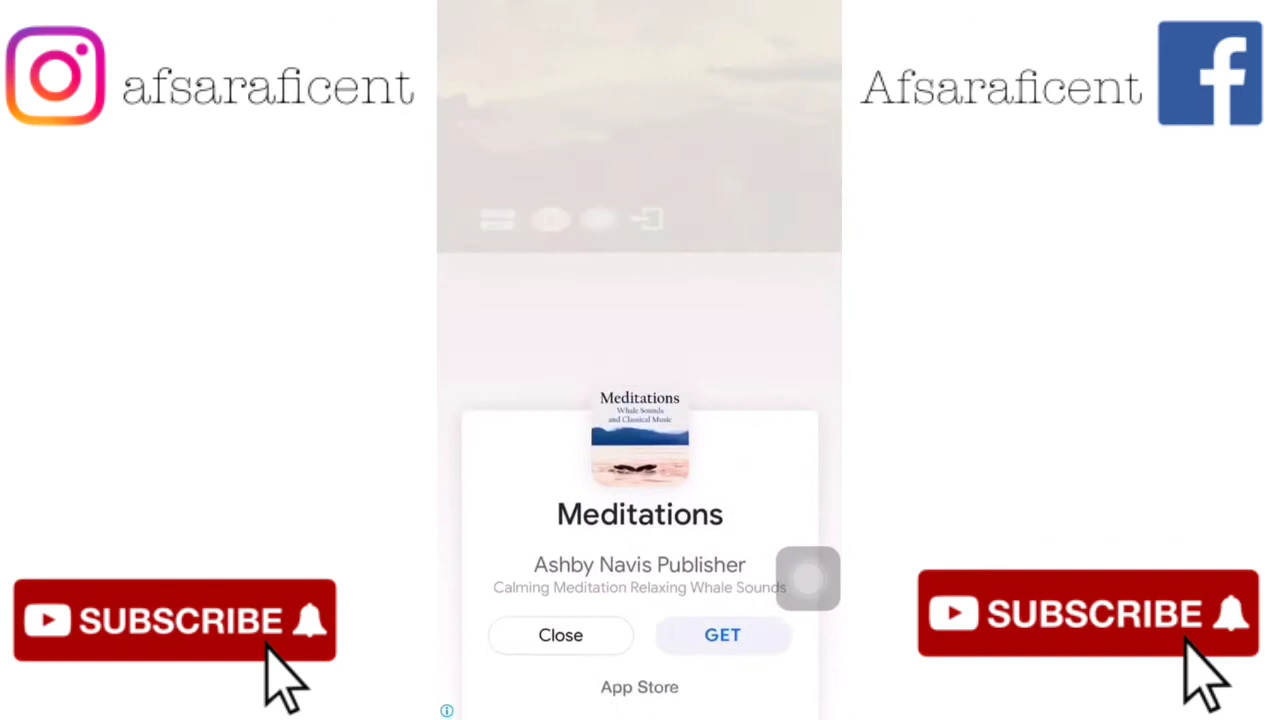 afsaraficent
Afsaraficent
Meditations
Whale Sounds
and Classical Music
Meditations
Ashby Navis Publisher
Calming Meditation Relaxing Whale Sounds
Close
GET
App Store
SUBSCRIBE
SUBSCRIBE